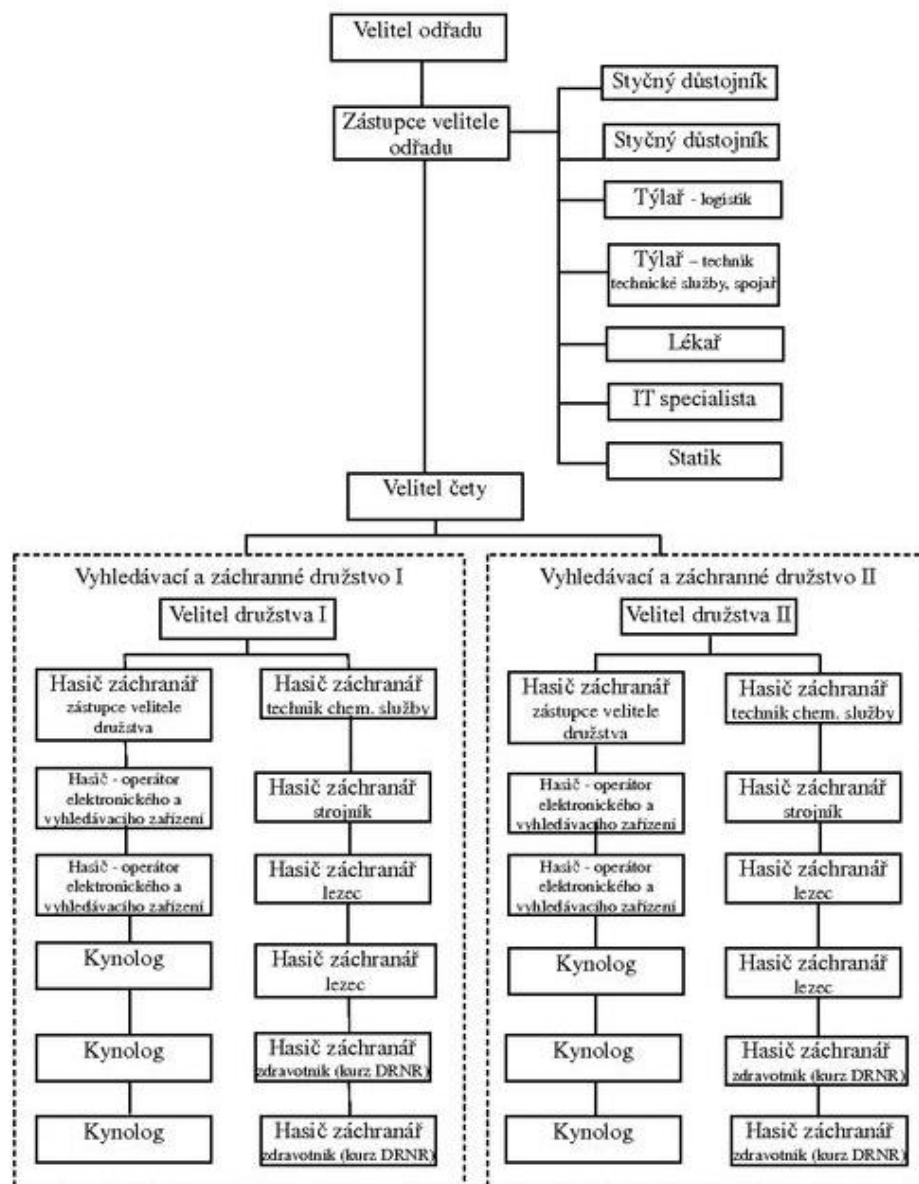 Velitel odřadu
Zástupce velitele
odřadu
Styčný důstojník
Styčný důstojník
Týlař - logistik
Týlař – technik
technické služby, spojař
Lékař
IT specialista
Statik
Velitel čety
Vyhledávací a záchranné družstvo I
Velitel družstva I
Hasič záchranář
zástupce velitele
družstva
Hasič - operátor
elektronického a
vyhledávacího zařízení
Hasič - operátor
elektronického a
vyhledávacího zařízení
Kynolog
Kynolog
Kynolog
Hasič záchranář
technik chem. služby
Hasič záchranář
strojník
Hasič záchranář
lezec
Hasič záchranář
lezec
Hasič záchranář
zdravotník (kurz DRNR)
Hasič záchranář
zdravotník (kurz DRNR)
Vyhledávací a záchranné družstvo II
Velitel družstva II
Hasič záchranář
zástupce velitele
družstva
Hasič - operátor
elektronického a
vyhledávacího zařízení
Hasič - operátor
elektronického a
vyhledávacího zařízení
Kynolog
Kynolog
Kynolog
Hasič záchranář
technik chem. služby
Hasič záchranář
strojník
Hasič záchranář
lezec
Hasič záchranář
lezec
Hasič záchranář
zdravotník (kurz DRNR)
Hasič záchranář
zdravotník (kurz DRNR)